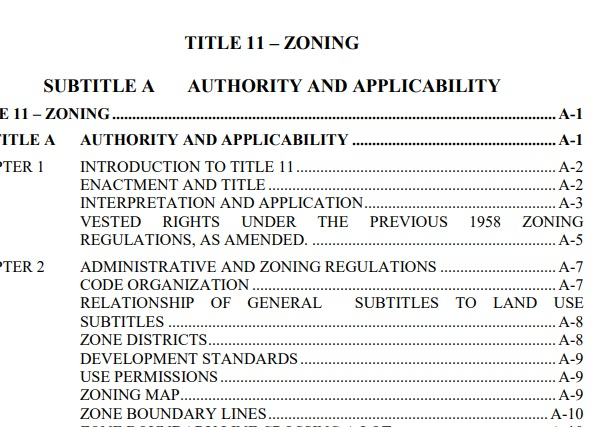 TITLE 11 – ZONING
SUBTITLE A AUTHORITY AND APPLICABILITY
E 11 – ZONING ........ A-1
TITLE A AUTHORITY AND APPLICABILITY ........ A-1
PTER 1 INTRODUCTION TO TITLE 11 ........ A-2
ENACTMENT AND TITLE ........ A-2
INTERPRETATION AND APPLICATION ........ A-3
VESTED RIGHTS UNDER THE PREVIOUS 1958 ZONING
REGULATIONS, AS AMENDED. ........ A-5
PTER 2 ADMINISTRATIVE AND ZONING REGULATIONS ........ A-7
CODE ORGANIZATION ........ A-7
RELATIONSHIP OF GENERAL SUBTITLES TO LAND USE
SUBTITLES ........ A-8
ZONE DISTRICTS ........ A-8
DEVELOPMENT STANDARDS ........ A-9
USE PERMISSIONS ........ A-9
ZONING MAP ........ A-9
ZONE BOUNDARY LINES ........ A-10